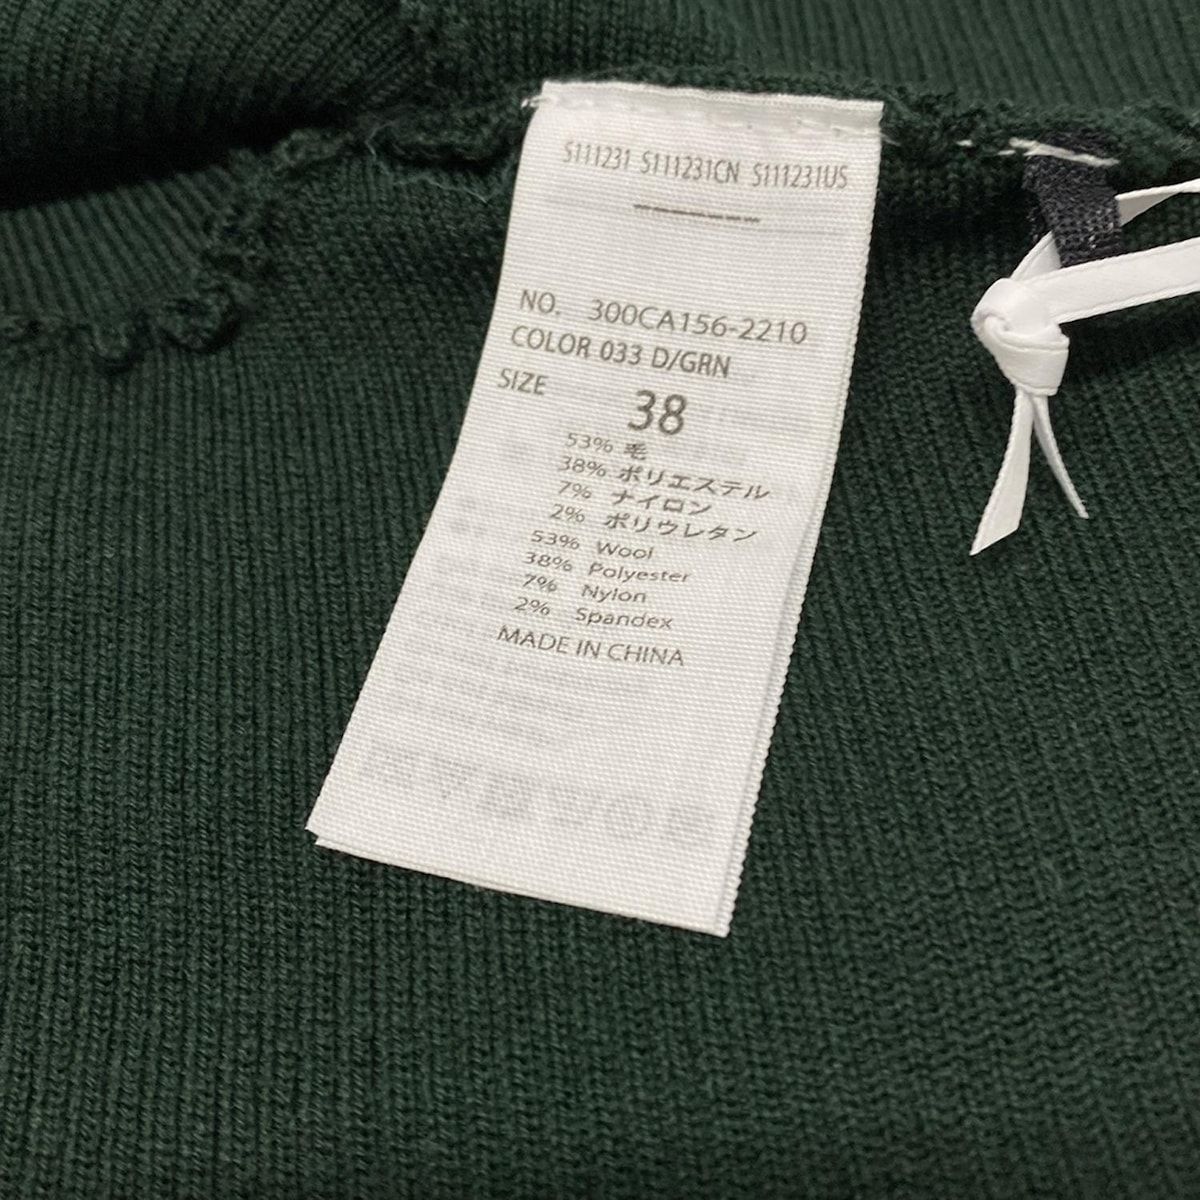 S111231 S111231CN S111231US
NO. 300CA156-2210
COLOR 033 D/GRN
SIZE 38
53% 毛
38% ポリエステル
7% ナイロン
2% ポリウレタン
53% Wool
38% Polyester
7% Nylon
2% Spandex
MADE IN CHINA